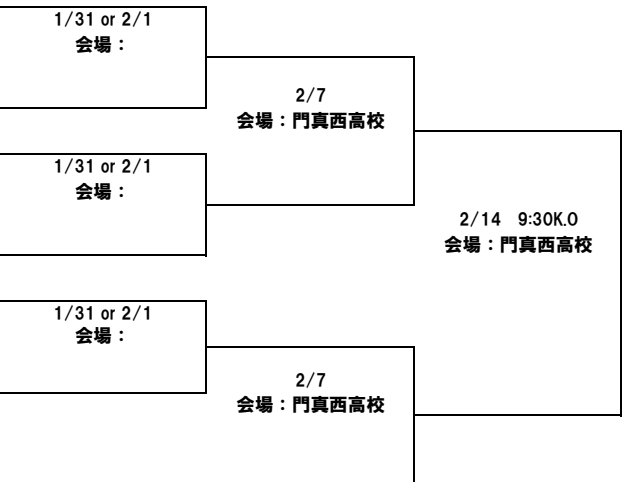 1/31 or 2/1
会場：
2/7
会場：門真西高校
1/31 or 2/1
会場：
2/14 9:30K.O
会場：門真西高校
1/31 or 2/1
会場：
2/7
会場：門真西高校